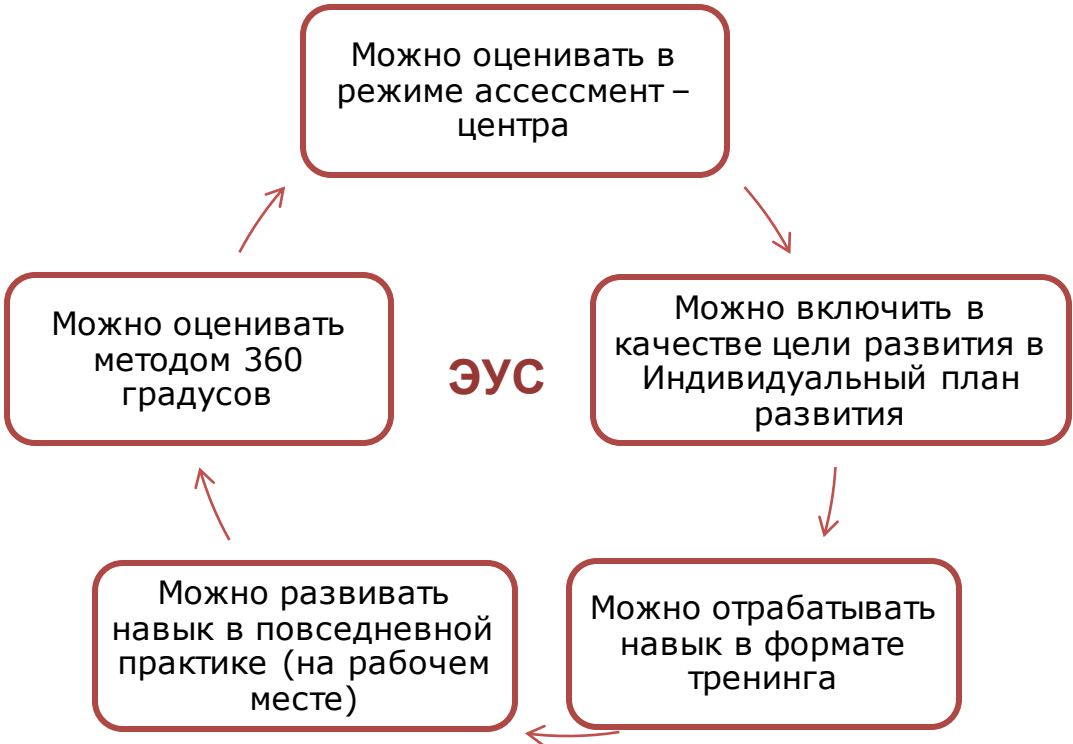 Можно оценивать в
режиме ассессмент –
центра
Можно включить в
качестве цели развития в
Индивидуальный план
развития
Можно отрабатывать
навык в формате
тренинга
Можно развивать
навык в повседневной
практике (на рабочем
месте)
Можно оценивать
методом 360
градусов
ЭУС